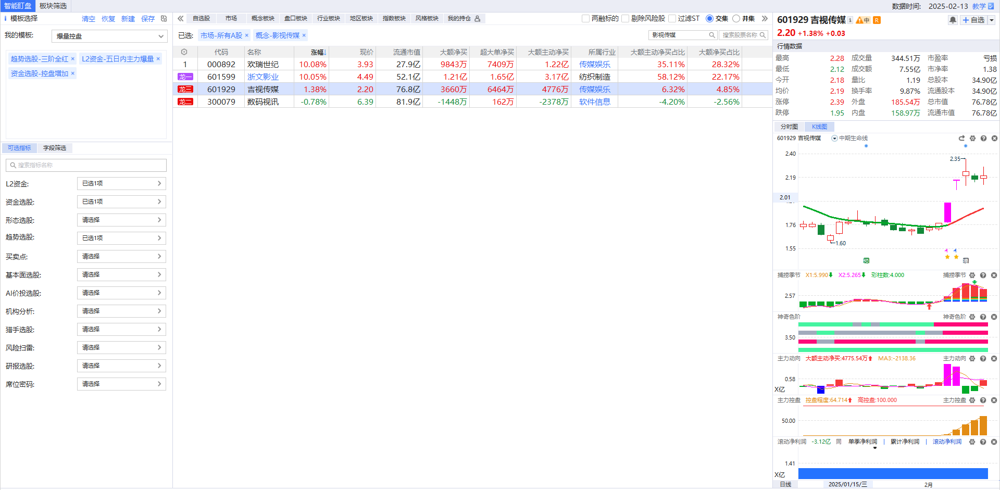 智能盯盘 板块筛选 数据时间: 2025-02-13 教学
模板选择 清空 恢复 新建 保存
我的模板: 爆量控盘
趋势选股-三阶全红 × L2资金-五日内主力爆量 ×
资金选股-控盘增加 ×
可选指标 字段筛选
搜索指标名称
L2资金: 已选1项
资金选股: 已选1项
形态选股: 请选择
趋势选股: 已选1项
买卖点: 请选择
基本面选股: 请选择
AI价投选股: 请选择
机构分析: 请选择
猎手选股: 请选择
风险扫雷: 请选择
研报选股: 请选择
席位密码: 请选择
自选股 市场 概念板块 盘口板块 行业板块 地区板块 指数板块 风格板块 我的持仓 两融标的 剔除风险股 过滤ST 交集 并集
已选: 市场-所有A股 × 概念-影视传媒 × 影视传媒 搜索股票名称
代码 名称 涨幅↓ 现价 流通市值 大额净买 超大单净买 大额主动净买 所属行业 大额主动净买占比 大额净买占比
1 000892 欢瑞世纪 10.08% 3.93 27.9亿 9843万 7409万 1.22亿 传媒娱乐 35.11% 28.32%
龙一 601599 浙文影业 10.05% 4.49 52.1亿 1.21亿 1.65亿 3.17亿 纺织制造 58.12% 22.17%
龙三 601929 吉视传媒 1.38% 2.20 76.8亿 3660万 6464万 4776万 传媒娱乐 6.32% 4.85%
龙二 300079 数码视讯 -0.78% 6.39 81.9亿 -1448万 162万 -2378万 软件信息 -4.20% -2.56%
601929 吉视传媒 中 R 自选
2.20 +1.38% +0.03
行情数据
最高 2.28 成交量 344.51万 市盈率 亏损
最低 2.12 成交额 7.55亿 市净率 1.38
今开 2.18 量比 1.19 总股本 34.90亿
均价 2.19 换手率 9.87% 流通股本 34.90亿
涨停 2.39 外盘 185.54万 总市值 76.78亿
跌停 1.95 内盘 158.97万 流通市值 76.78亿
分时图 K线图
601929 吉视传媒 中期生命线
2.40
2.35→
2.19
2.01
1.76
←1.60
1.55
捕捞季节 X1:5.990 X2:5.265 彩柱数:4.000 捕捞季节
2.57
神奇色阶 神奇色阶
3.50
主力动向 大额主动净买:4775.54万 MA3:-2138.36 主力动向
0.58
X亿
主力控盘 控盘程度:64.714 高控盘:100.000 主力控盘
50.00
滚动净利润 -3.12亿 同 单季净利润 | 累计净利润 | 滚动净利润
1.41
X亿
日线 2025/01/15/三 2月